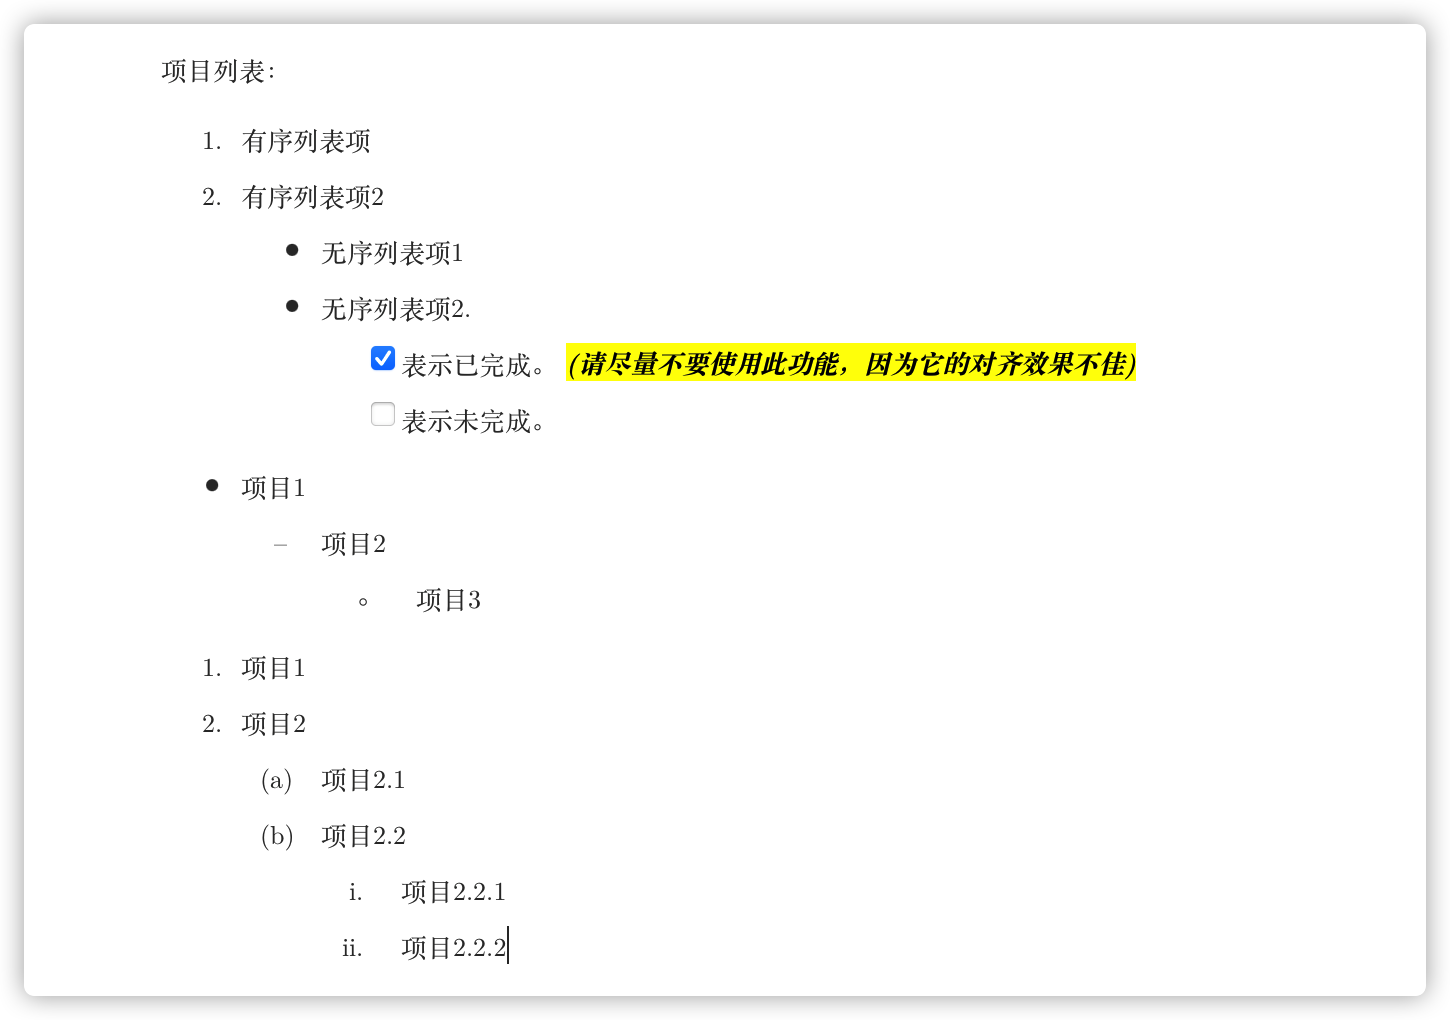 项目列表：
1. 有序列表项
2. 有序列表项2
• 无序列表项1
• 无序列表项2.
表示已完成。 (请尽量不要使用此功能，因为它的对齐效果不佳)
表示未完成。
• 项目1
– 项目2
◦ 项目3
1. 项目1
2. 项目2
(a) 项目2.1
(b) 项目2.2
i. 项目2.2.1
ii. 项目2.2.2